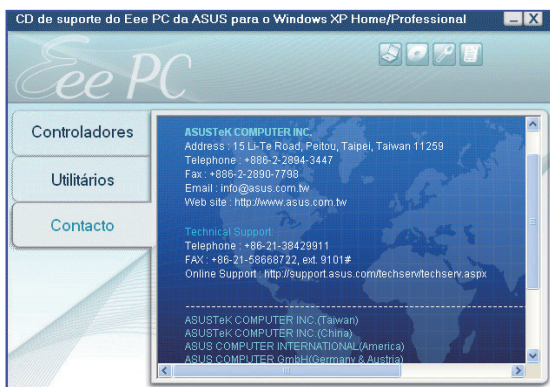 CD de suporte do Eee PC da ASUS para o Windows XP Home/Professional
Eee PC
Controladores
Utilitários
Contacto
ASUSTeK COMPUTER INC.
Address : 15 Li-Te Road, Peitou, Taipei, Taiwan 11259
Telephone : +886-2-2894-3447
Fax : +886-2-2890-7798
Email : info@asus.com.tw
Web site : http://www.asus.com.tw
Technical Support
Telephone : +86-21-38429911
FAX : +86-21-58668722, ext. 9101#
Online Support : http://support.asus.com/techserv/techserv.aspx
ASUSTeK COMPUTER INC.(Taiwan)
ASUSTeK COMPUTER INC.(China)
ASUS COMPUTER INTERNATIONAL(America)
ASUS COMPUTER GmbH(Germany & Austria)